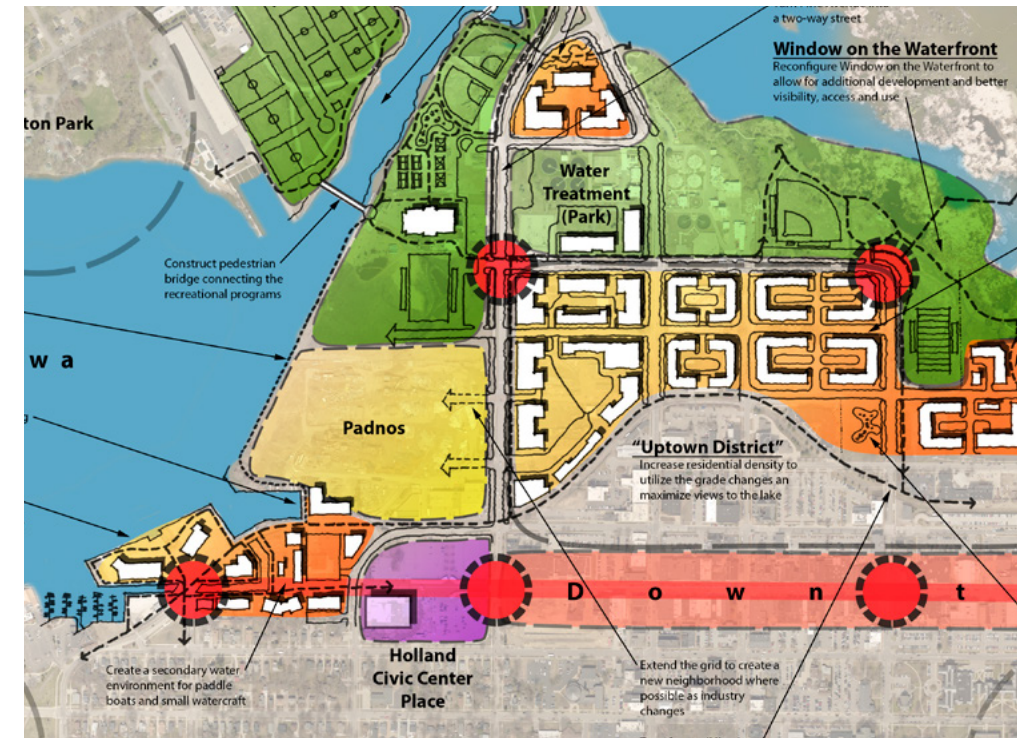 a two-way street
Window on the Waterfront
Reconfigure Window on the Waterfront to
allow for additional development and better
visibility, access and use
ton Park
Water
Treatment
(Park)
Construct pedestrian
bridge connecting the
recreational programs
w a
Padnos
"Uptown District"
Increase residential density to
utilize the grade changes an
maximize views to the lake
D o w n t
Holland
Civic Center
Place
Create a secondary water
environment for paddle
boats and small watercraft
Extend the grid to create a
new neighborhood where
possible as industry
changes